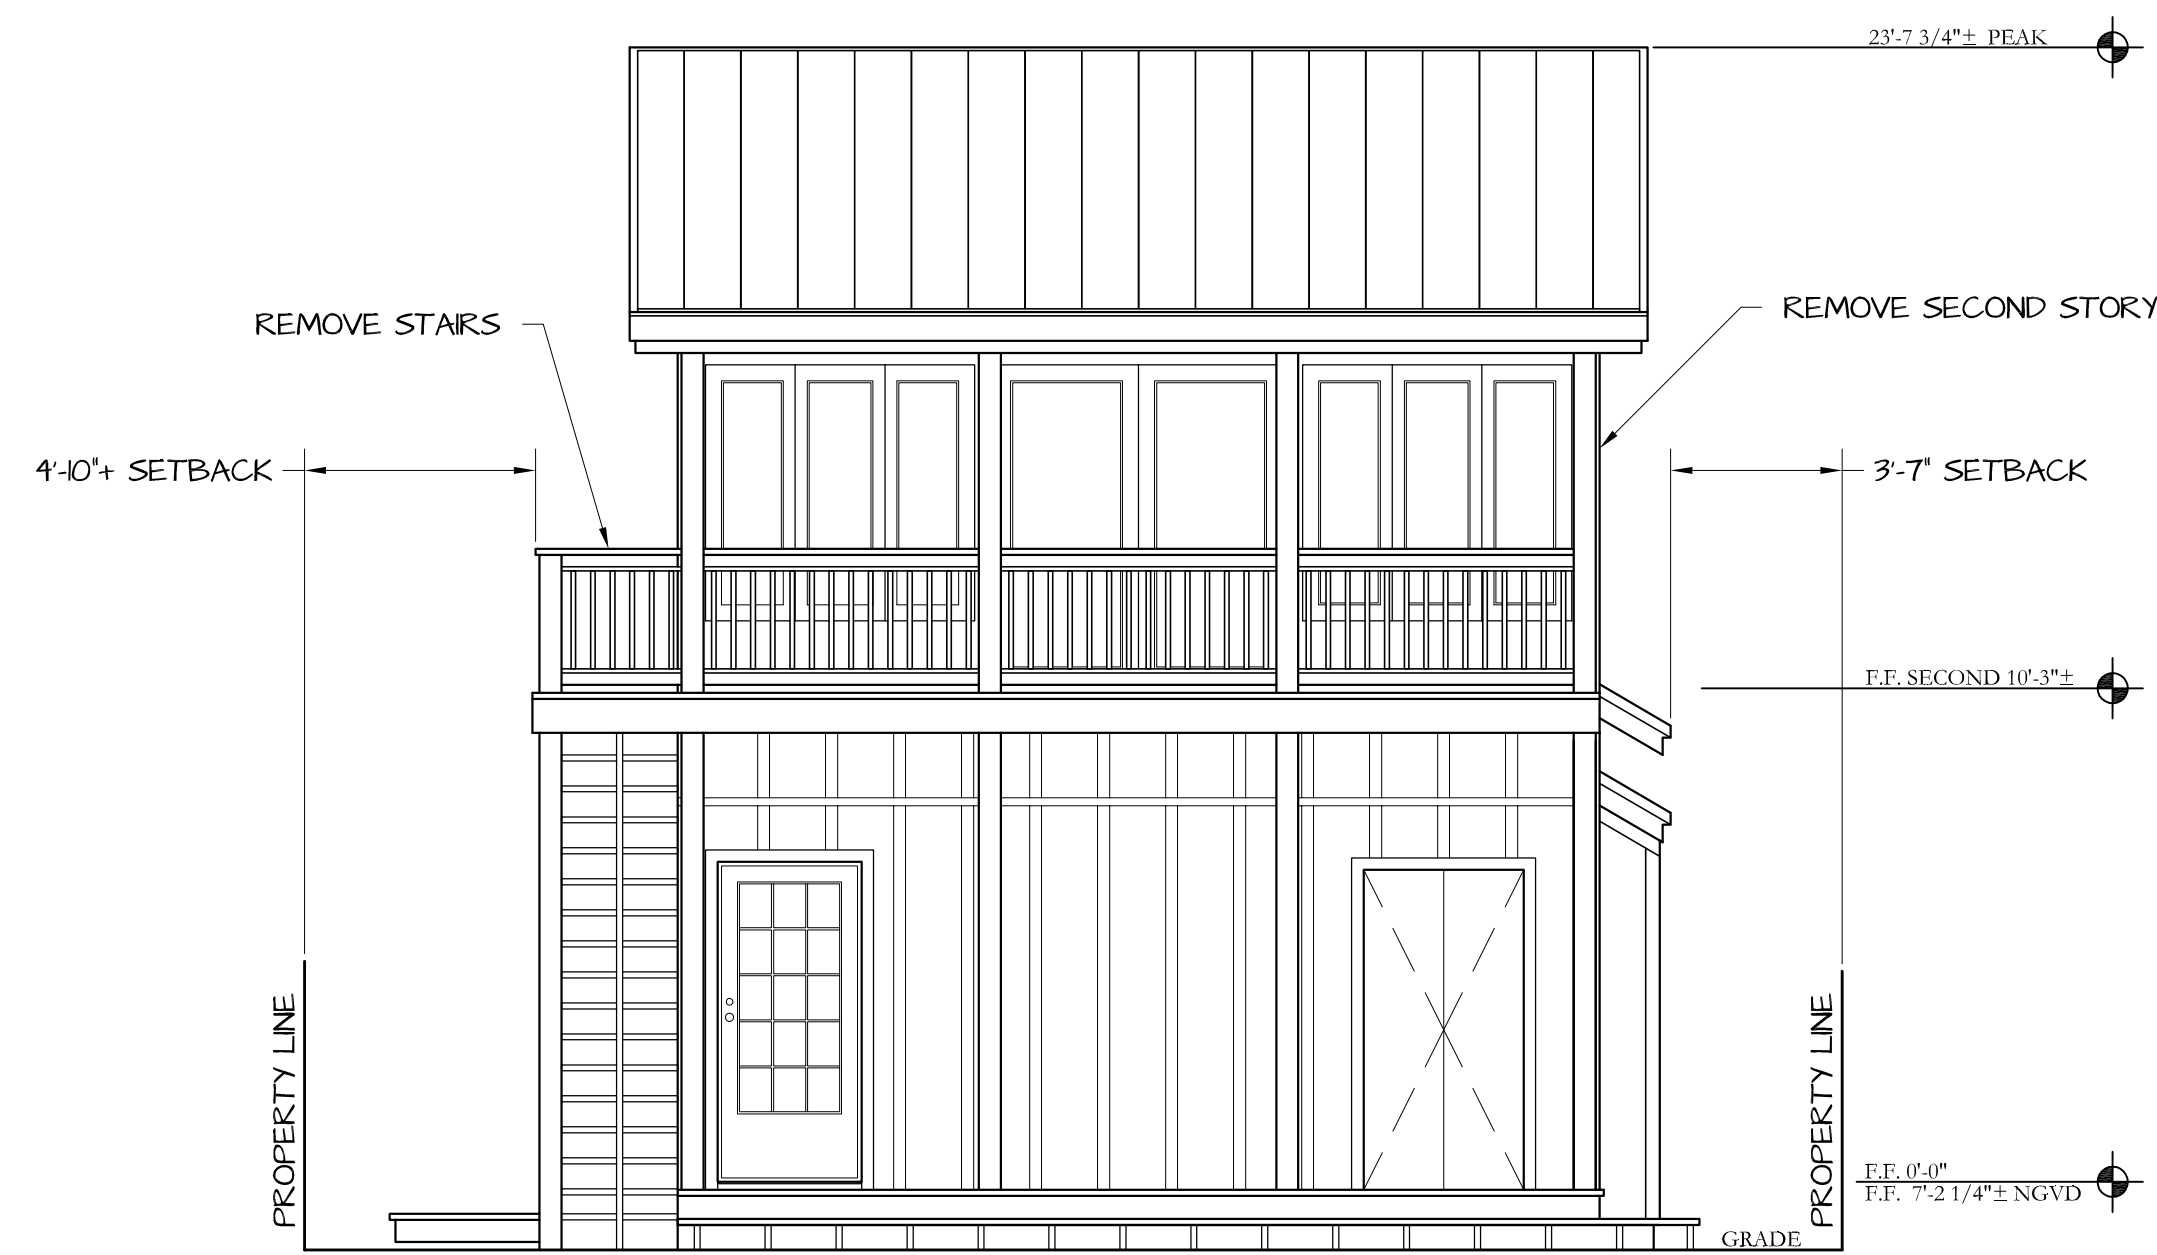 23'-7 3/4"± PEAK
REMOVE STAIRS
REMOVE SECOND STORY
4'-10"+ SETBACK
3'-7" SETBACK
F.F. SECOND 10'-3"±
PROPERTY LINE
PROPERTY LINE
F.F. 0'-0"
F.F. 7'-2 1/4"± NGVD
GRADE